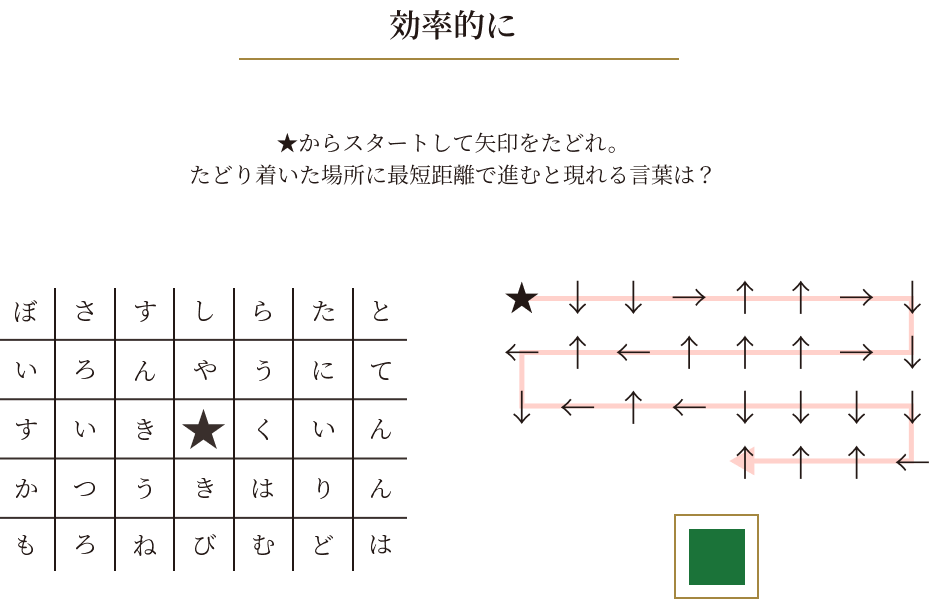 効率的に
★からスタートして矢印をたどれ。
たどり着いた場所に最短距離で進むと現れる言葉は？
ぼ さ す し ら た と
い ろ ん や う に て
す い き ★ く い ん
か つ う き は り ん
も ろ ね び む ど は
★ ↓ ↓ → ↑ ↑ → ↓
← ↑ ← ↑ ↑ ↑ → ↓
↓ ← ↑ ← ↓ ↓ ↓ ↓
↑ ↑ ↑ ←